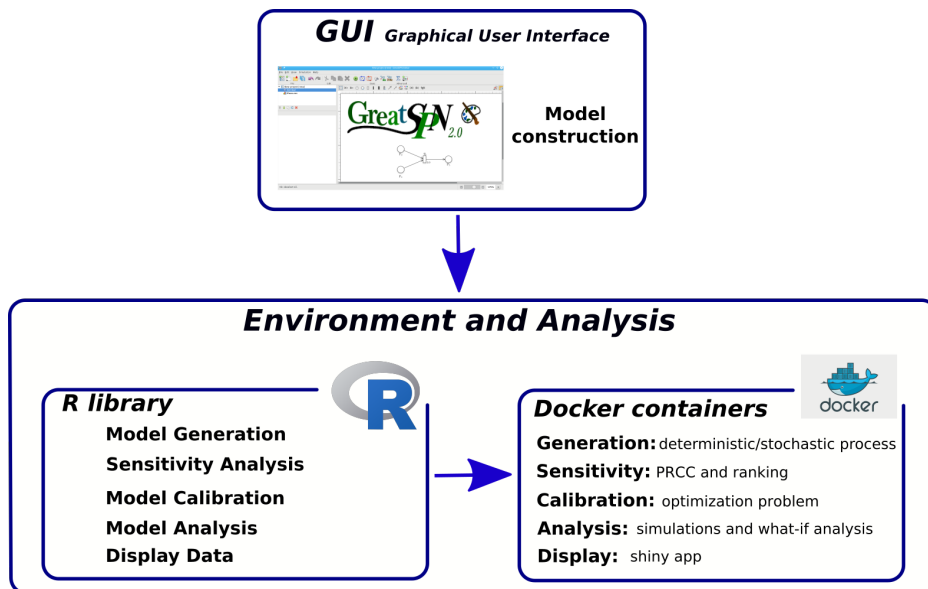 GUI Graphical User Interface
GreatSPN
2.0
Model
construction
Environment and Analysis
R library
R
Model Generation
Sensitivity Analysis
Model Calibration
Model Analysis
Display Data
Docker containers
docker
Generation: deterministic/stochastic process
Sensitivity: PRCC and ranking
Calibration: optimization problem
Analysis: simulations and what-if analysis
Display: shiny app